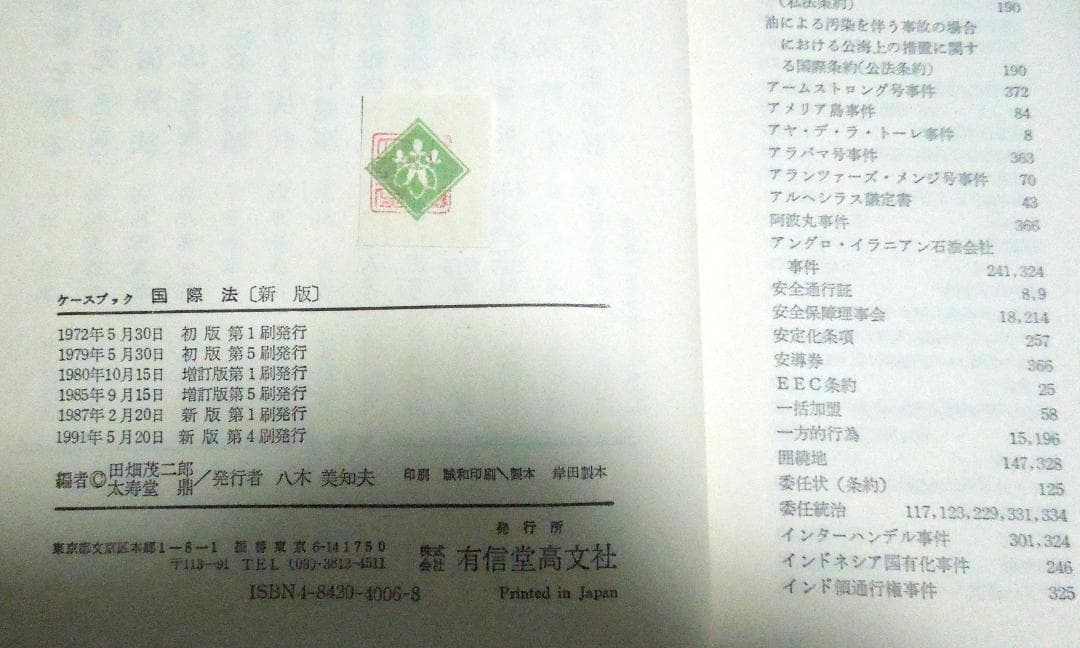 ケースブック 国際法〔新版〕
1972年5月30日 初版第1刷発行
1979年5月30日 初版第5刷発行
1980年10月15日 増訂版第1刷発行
1985年9月15日 増訂版第5刷発行
1987年2月20日 新版第1刷発行
1991年5月20日 新版第4刷発行
編者©田畑茂二郎
太寿堂 鼎
／発行者 八木 美知夫 印刷 誠和印刷＼製本 岸田製本
発行所
東京都文京区本郷1-8-1 振替東京6-141750
〒113-91 TEL (03)-3813-4511
株式会社 有信堂高文社
ISBN4-8420-4006-8 Printed in Japan
(私法条約) 190
油による汚染を伴う事故の場合
における公海上の措置に関す
る国際条約(公法条約) 190
アームストロング号事件 372
アメリア島事件 84
アヤ・デ・ラ・トーレ事件 8
アラバマ号事件 363
アランツァーズ・メンジ号事件 70
アルヘシラス議定書 43
阿波丸事件 366
アングロ・イラニアン石油会社
事件 241,324
安全通行証 8,9
安全保障理事会 18,214
安定化条項 257
安導券 366
EEC条約 25
一括加盟 58
一方的行為 15,196
囲繞地 147,328
委任状（条約） 125
委任統治 117,123,229,331,334
インターハンデル事件 301,324
インドネシア国有化事件 246
インド領通行権事件 325